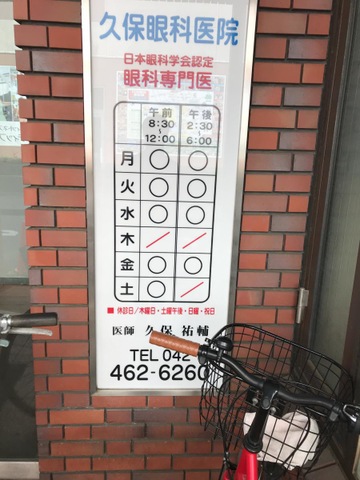 久保眼科医院
日本眼科学会認定
眼科専門医
午前 午後
8:30 2:30
~ ~
12:00 6:00
月 ○ ○
火 ○ ○
水 ○ ○
木 / /
金 ○ ○
土 ○ /
■ 休診日/木曜日・土曜午後・日曜・祝日
医師 久保 祐輔
TEL 042
462-6260